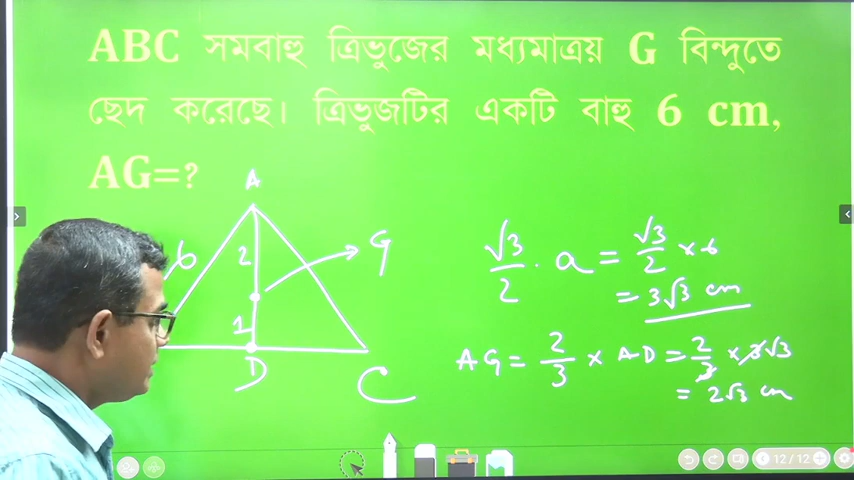 ABC সমবাহু ত্রিভুজের মধ্যমাত্রয় G বিন্দুতে
ছেদ করেছে। ত্রিভুজটির একটি বাহু 6 cm,
AG=?
A
6
2
G
1
D
C
√3/2 · a = √3/2 × 6
= 3√3 cm
AG = 2/3 × AD = 2/3 × 3√3
= 2√3 cm
12 / 12